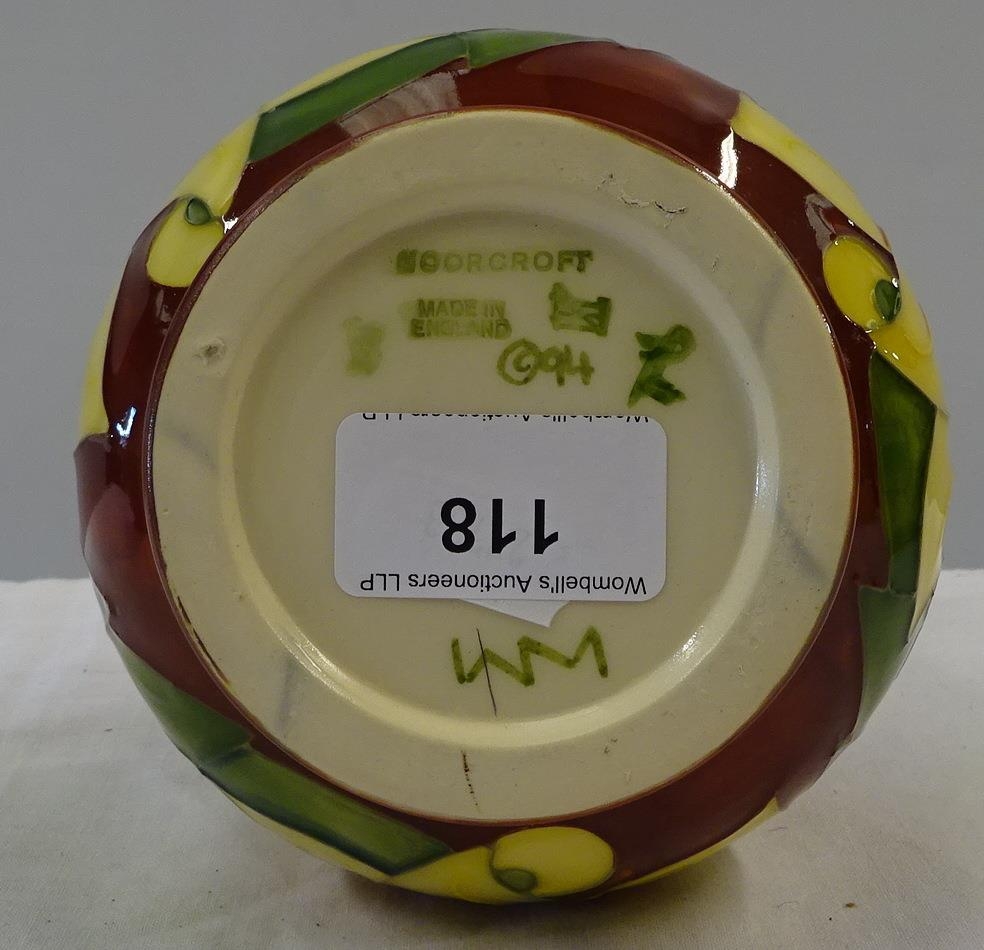 MOORCROFT
MADE IN
ENGLAND
©94
Wombell's Auctioneers LLP
118
Wombell's Auctioneers LLP
WM